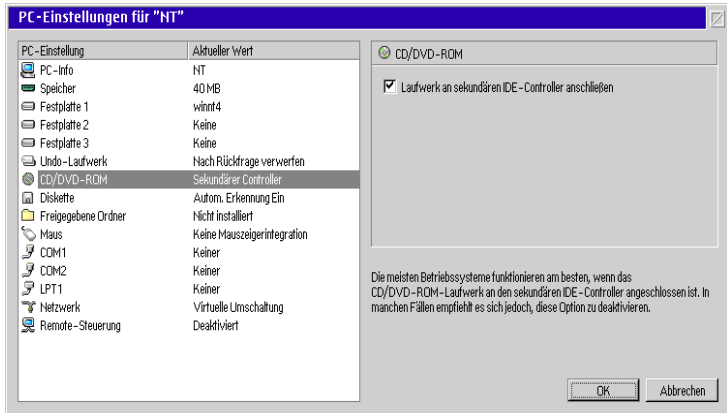 PC-Einstellungen für "NT"
PC-Einstellung Aktueller Wert
PC-Info NT
Speicher 40 MB
Festplatte 1 winnt4
Festplatte 2 Keine
Festplatte 3 Keine
Undo-Laufwerk Nach Rückfrage verwerfen
CD/DVD-ROM Sekundärer Controller
Diskette Autom. Erkennung Ein
Freigegebene Ordner Nicht installiert
Maus Keine Mauszeigerintegration
COM1 Keiner
COM2 Keiner
LPT1 Keiner
Netzwerk Virtuelle Umschaltung
Remote-Steuerung Deaktiviert
CD/DVD-ROM
Laufwerk an sekundären IDE-Controller anschließen
Die meisten Betriebssysteme funktionieren am besten, wenn das
CD/DVD-ROM-Laufwerk an den sekundären IDE-Controller angeschlossen ist. In
manchen Fällen empfiehlt es sich jedoch, diese Option zu deaktivieren.
OK Abbrechen